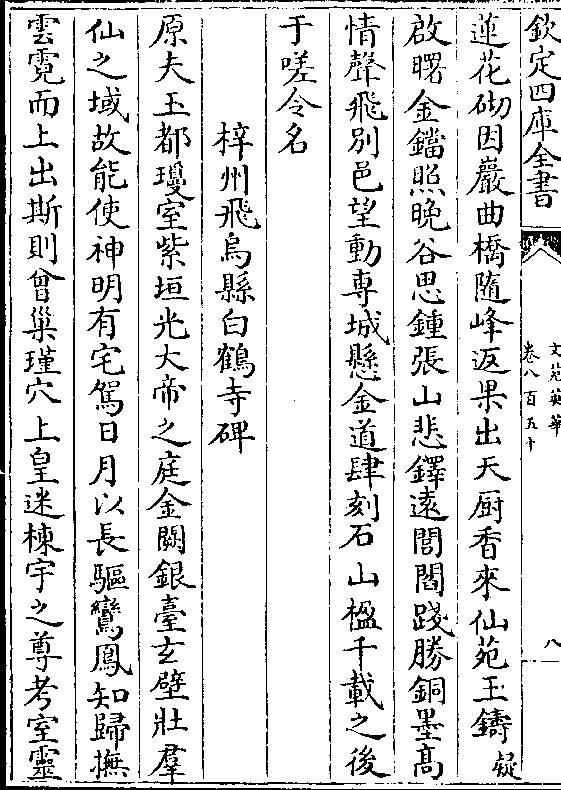 欽定四庫全書
文苑英華
卷八百五十
八
蓮花砌因巖曲橋隨峰返果出天厨香來仙苑玉鑄疑
啟曙金鐺照晚谷思鍾張山悲鐸遠閭閻踐勝銅墨高
情聲飛別邑望動専城懸金道肆刻石山楹千載之後
于嗟令名
梓州飛烏縣白鶴寺碑
原夫玉都瓊室紫垣光大帝之庭金闕銀臺玄壁壯羣
仙之域故能使神明有宅駕日月以長驅鸞鳳知歸撫
雲霓而上出斯則曾巢瑾穴上皇迷棟宇之尊考室靈